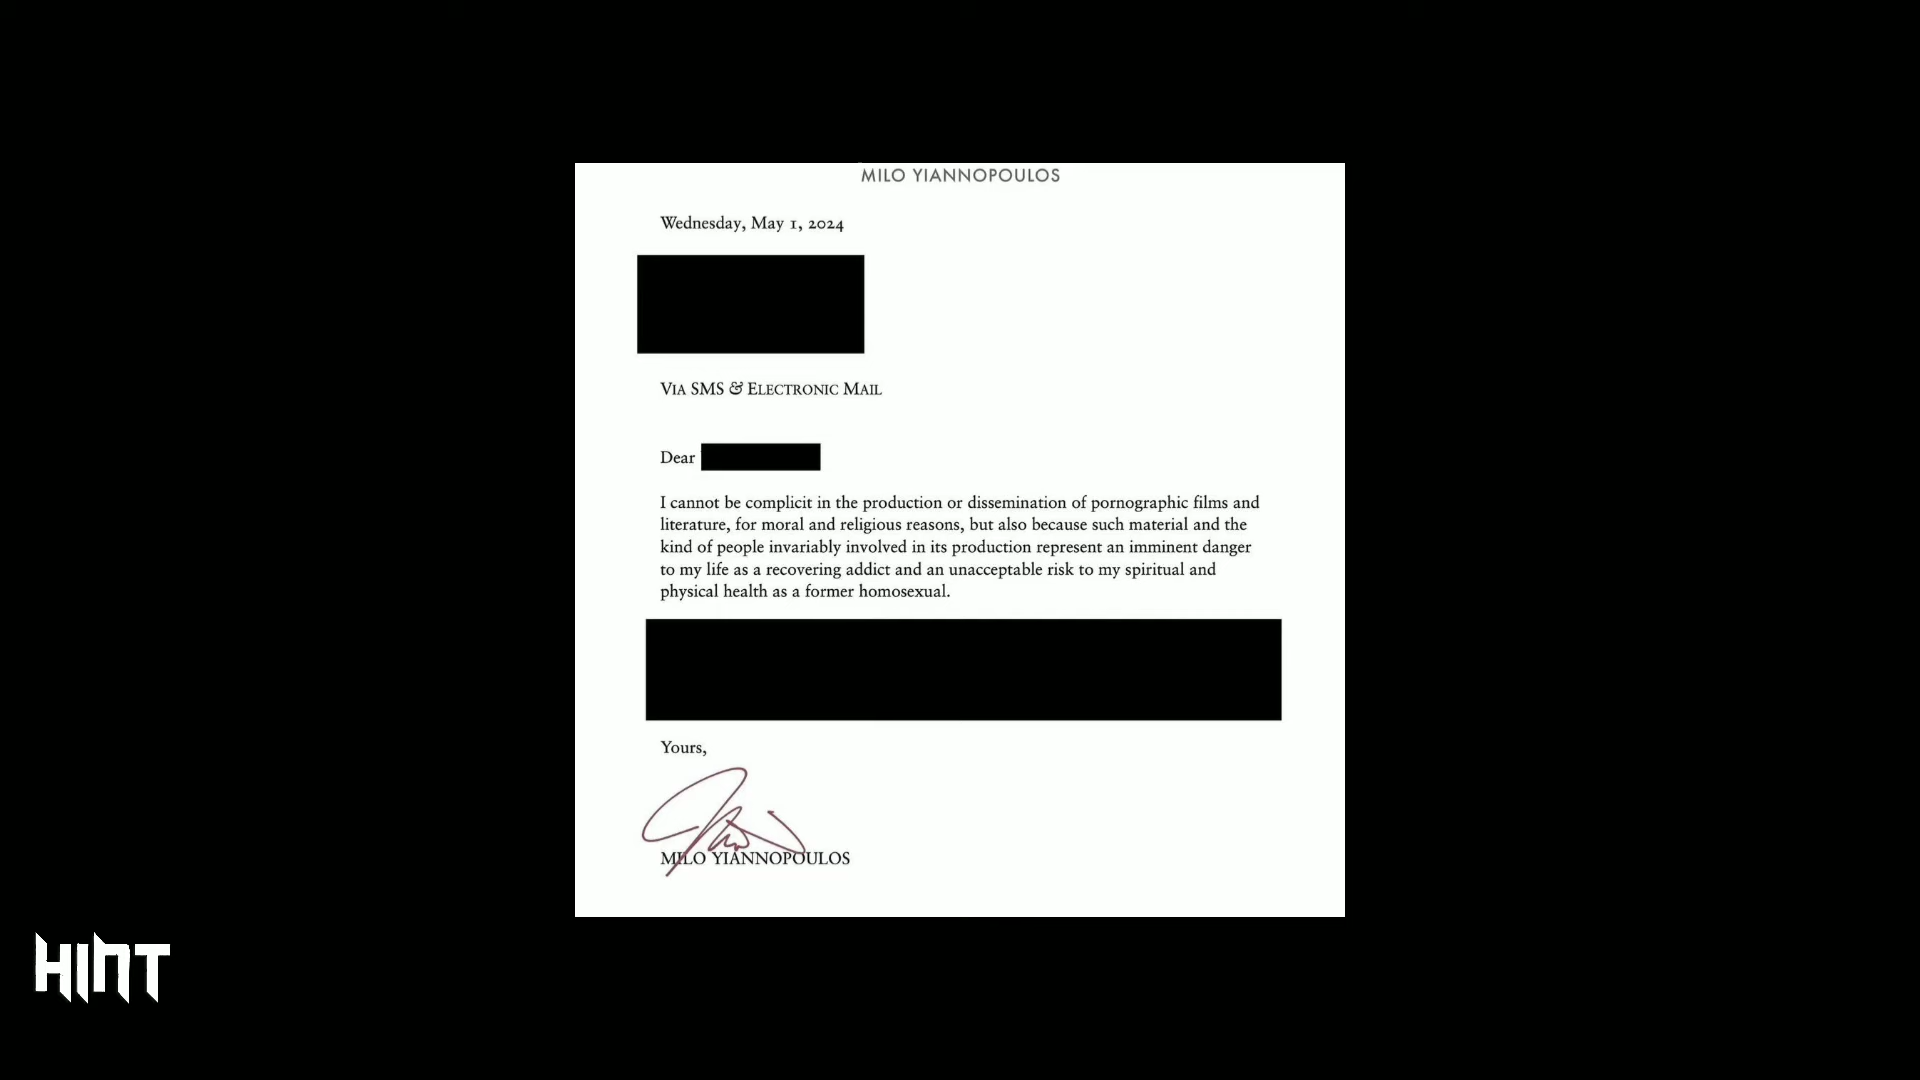 MILO YIANNOPOULOS
Wednesday, May 1, 2024
VIA SMS & ELECTRONIC MAIL
Dear
I cannot be complicit in the production or dissemination of pornographic films and
literature, for moral and religious reasons, but also because such material and the
kind of people invariably involved in its production represent an imminent danger
to my life as a recovering addict and an unacceptable risk to my spiritual and
physical health as a former homosexual.
Yours,
MILO YIANNOPOULOS
HINT